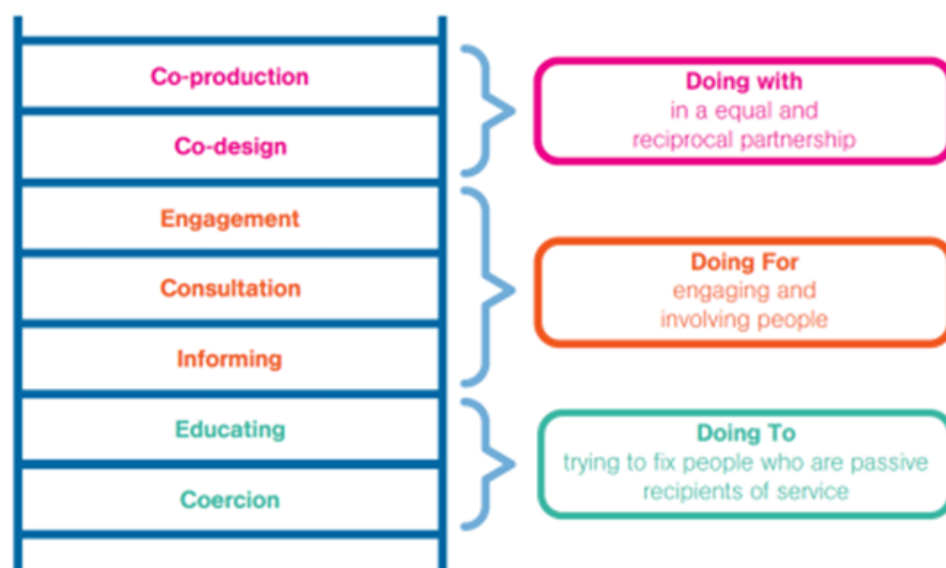 Co-production
Co-design
Engagement
Consultation
Informing
Educating
Coercion
Doing with
in a equal and
reciprocal partnership
Doing For
engaging and
involving people
Doing To
trying to fix people who are passive
recipients of service